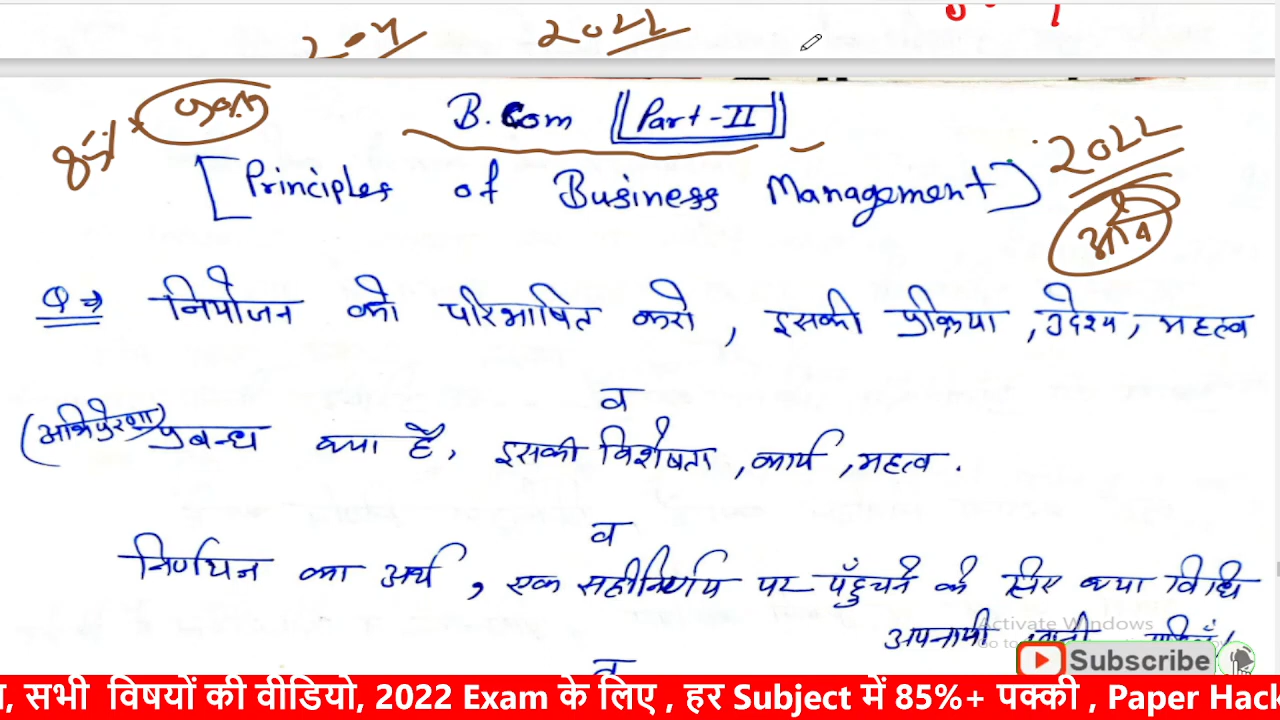 2022
B.Com Part-II
85%
2022
[Principles of Business Management]
Q → नियोजन को परिभाषित करो, इसकी प्रक्रिया, उद्देश्य, महत्व
व
(अभिप्रेरणा) प्रबन्ध क्या है, इसकी विशेषता, कार्य, महत्व.
व
निर्णयन का अर्थ, एक सही निर्णय पर पहुँचने के लिए क्या विधि
अपनायी जानी चाहिए।
Activate Windows
व
Subscribe
, सभी विषयों की वीडियो, 2022 Exam के लिए , हर Subject में 85%+ पक्की , Paper Hack